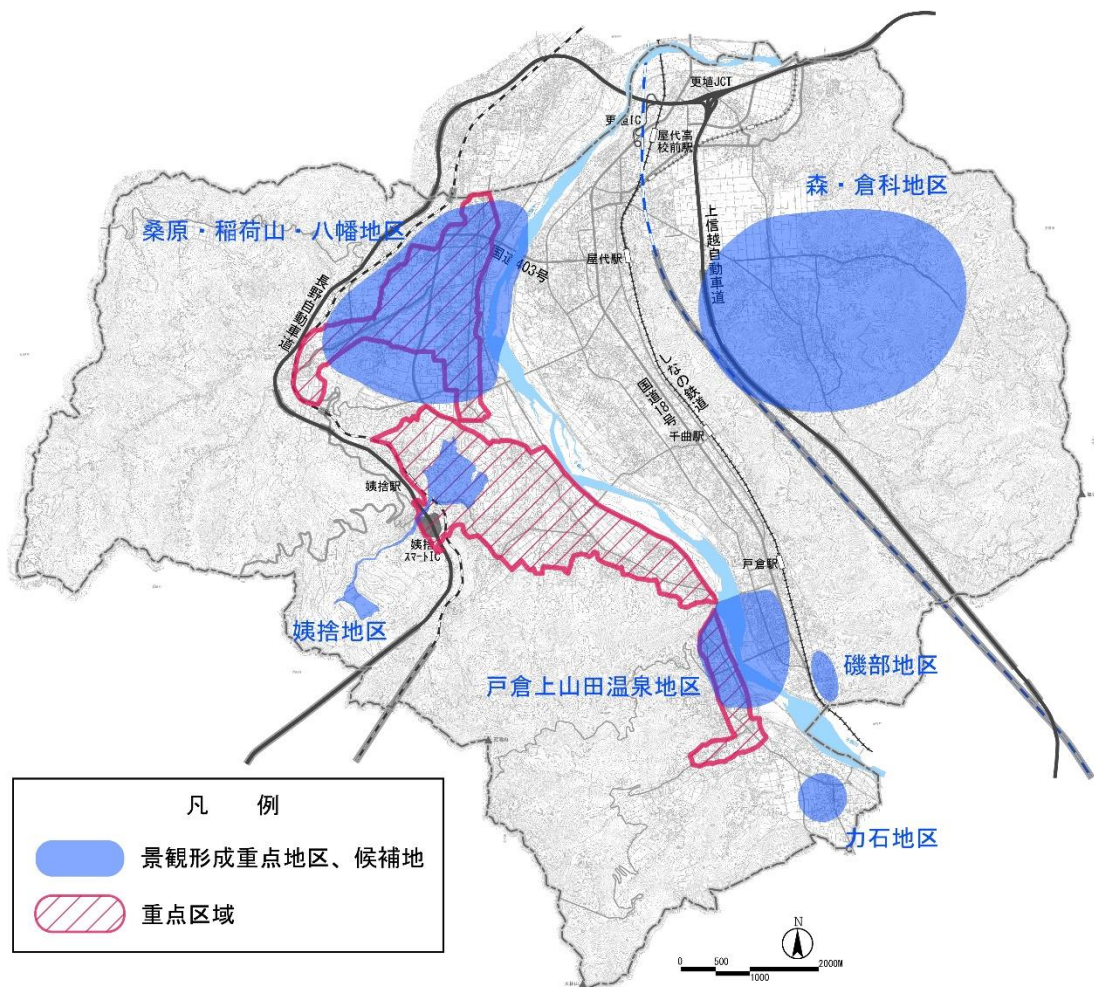 更埴JCT
更埴IC
屋代高
校前駅
森・倉科地区
桑原・稲荷山・八幡地区
上信越自動車道
国道403号
屋代駅
長野自動車道
しなの鉄道
国道18号
千曲駅
姨捨駅
姨捨
スマートIC
戸倉駅
姨捨地区
磯部地区
戸倉上山田温泉地区
力石地区
凡 例
景観形成重点地区、候補地
重点区域
N
0 500 2000M
1000